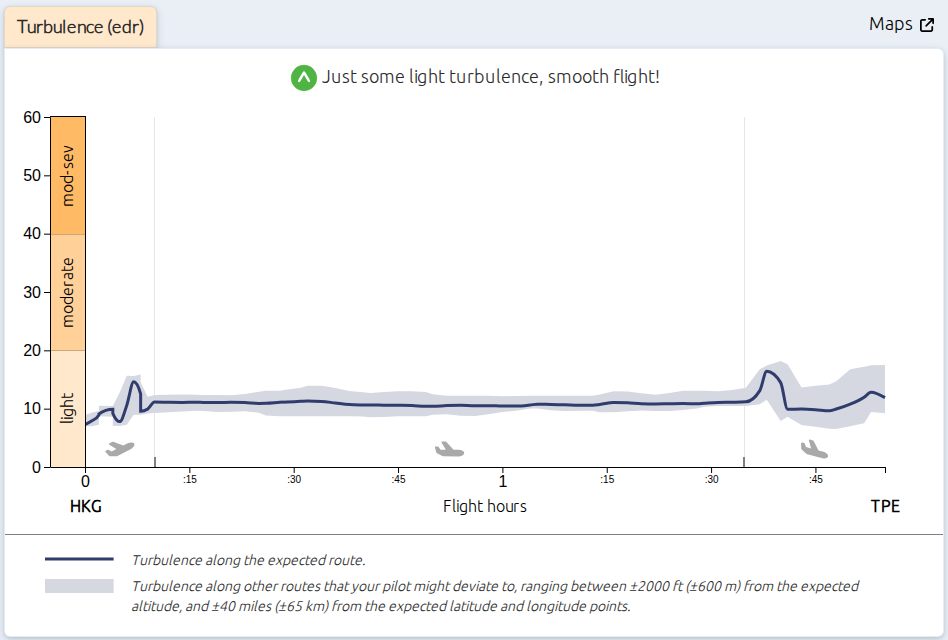 Turbulence (edr)
Maps
Just some light turbulence, smooth flight!
60
50
40
30
20
10
0
mod-sev
moderate
light
0 :15 :30 :45 1 :15 :30 :45
HKG Flight hours TPE
Turbulence along the expected route.
Turbulence along other routes that your pilot might deviate to, ranging between ±2000 ft (±600 m) from the expected
altitude, and ±40 miles (±65 km) from the expected latitude and longitude points.